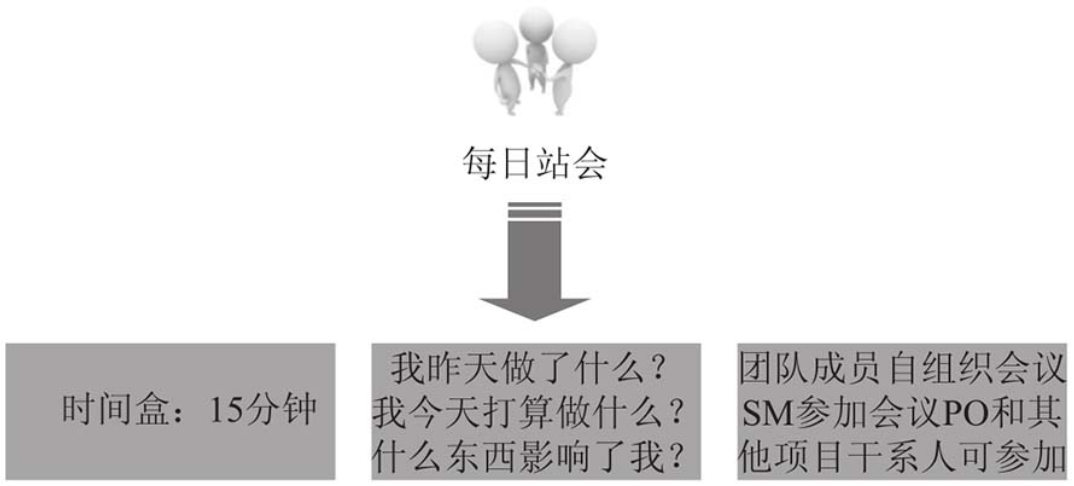 每日站会
时间盒：15分钟
我昨天做了什么？
我今天打算做什么？
什么东西影响了我？
团队成员自组织会议
SM参加会议PO和其
他项目干系人可参加